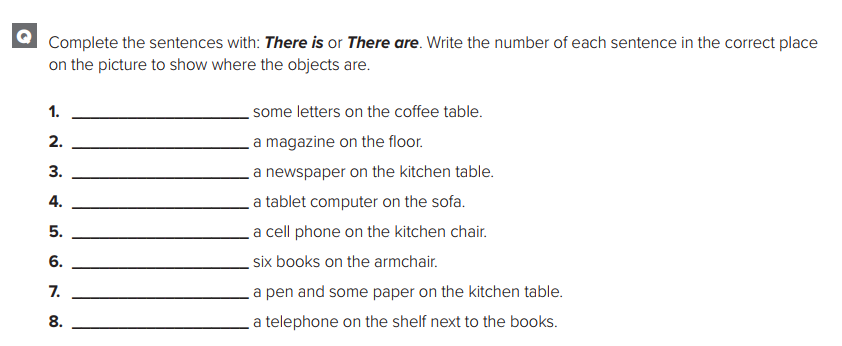 Q
Complete the sentences with: There is or There are. Write the number of each sentence in the correct place
on the picture to show where the objects are.
1. ____________________ some letters on the coffee table.
2. ____________________ a magazine on the floor.
3. ____________________ a newspaper on the kitchen table.
4. ____________________ a tablet computer on the sofa.
5. ____________________ a cell phone on the kitchen chair.
6. ____________________ six books on the armchair.
7. ____________________ a pen and some paper on the kitchen table.
8. ____________________ a telephone on the shelf next to the books.